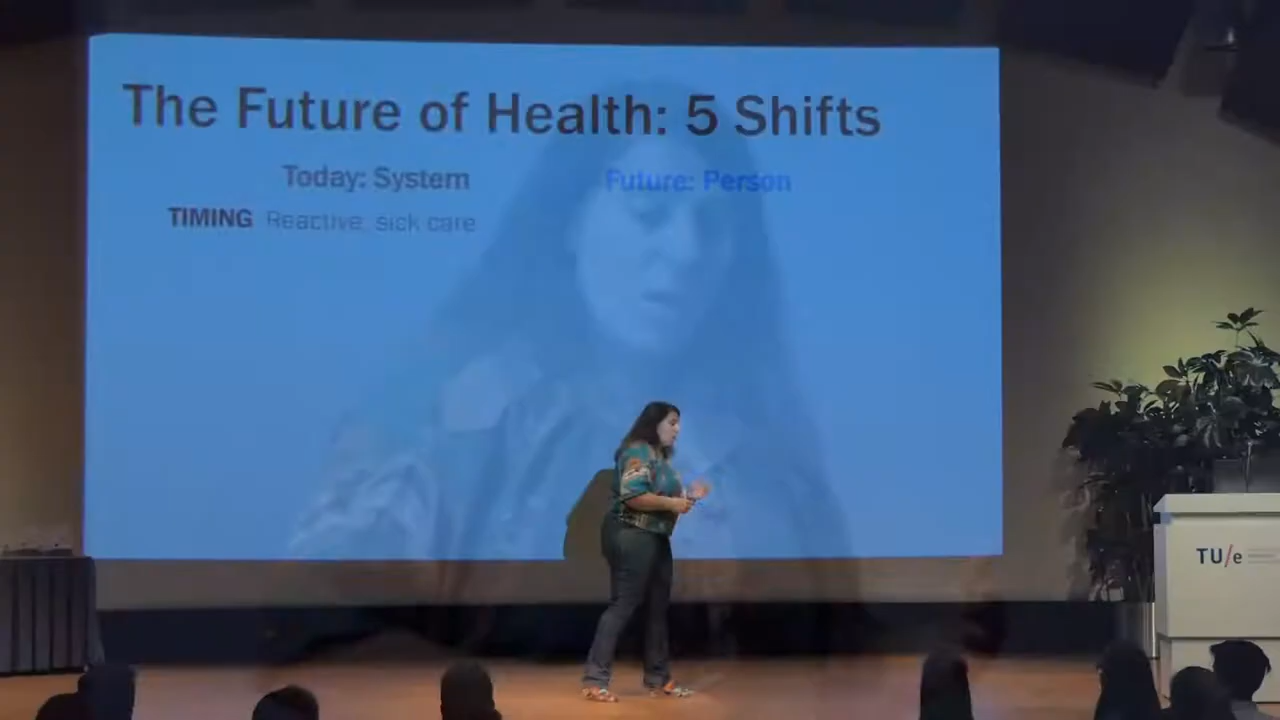 The Future of Health: 5 Shifts
Today: System Future: Person
TIMING Reactive, sick care
TU/e